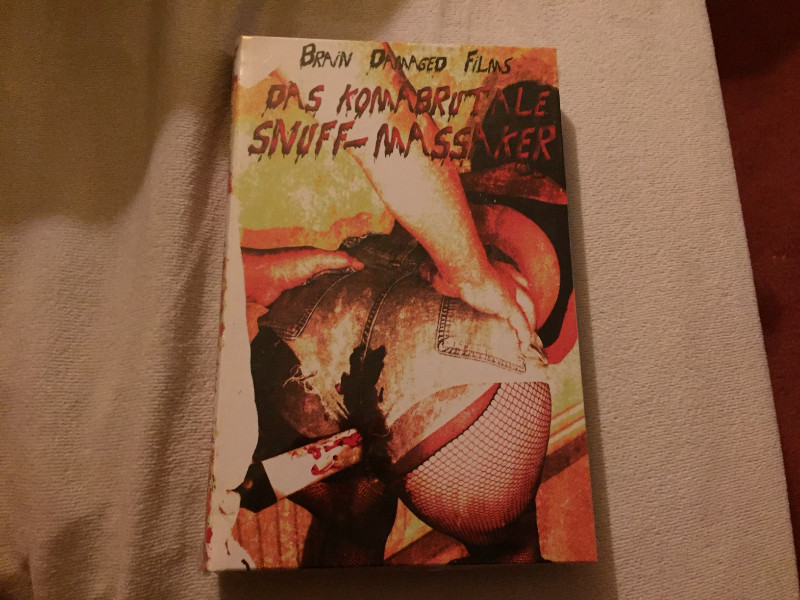 BRAIN DAMAGED FILMS
DAS KOMABRUTALE
SNUFF-MASSAKER